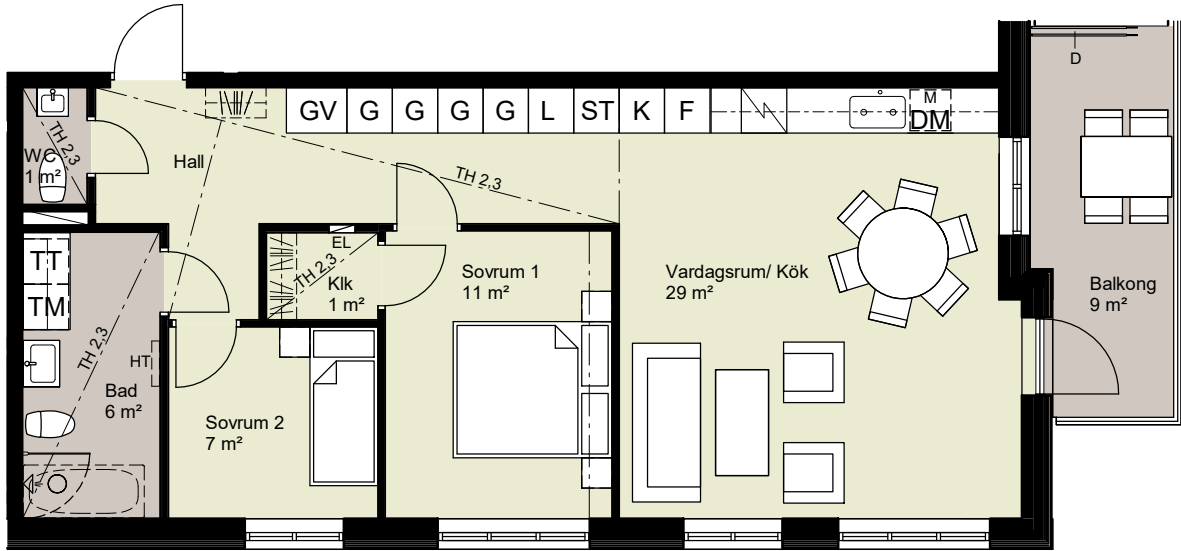 D
GV G G G G L ST K F
M
DM
TH 2,3
WC
1 m²
Hall
TH 2,3
TT
TM
EL
TH 2,3
Klk
1 m²
Sovrum 1
11 m²
Vardagsrum/ Kök
29 m²
Balkong
9 m²
TH 2,3
HT
Bad
6 m²
Sovrum 2
7 m²